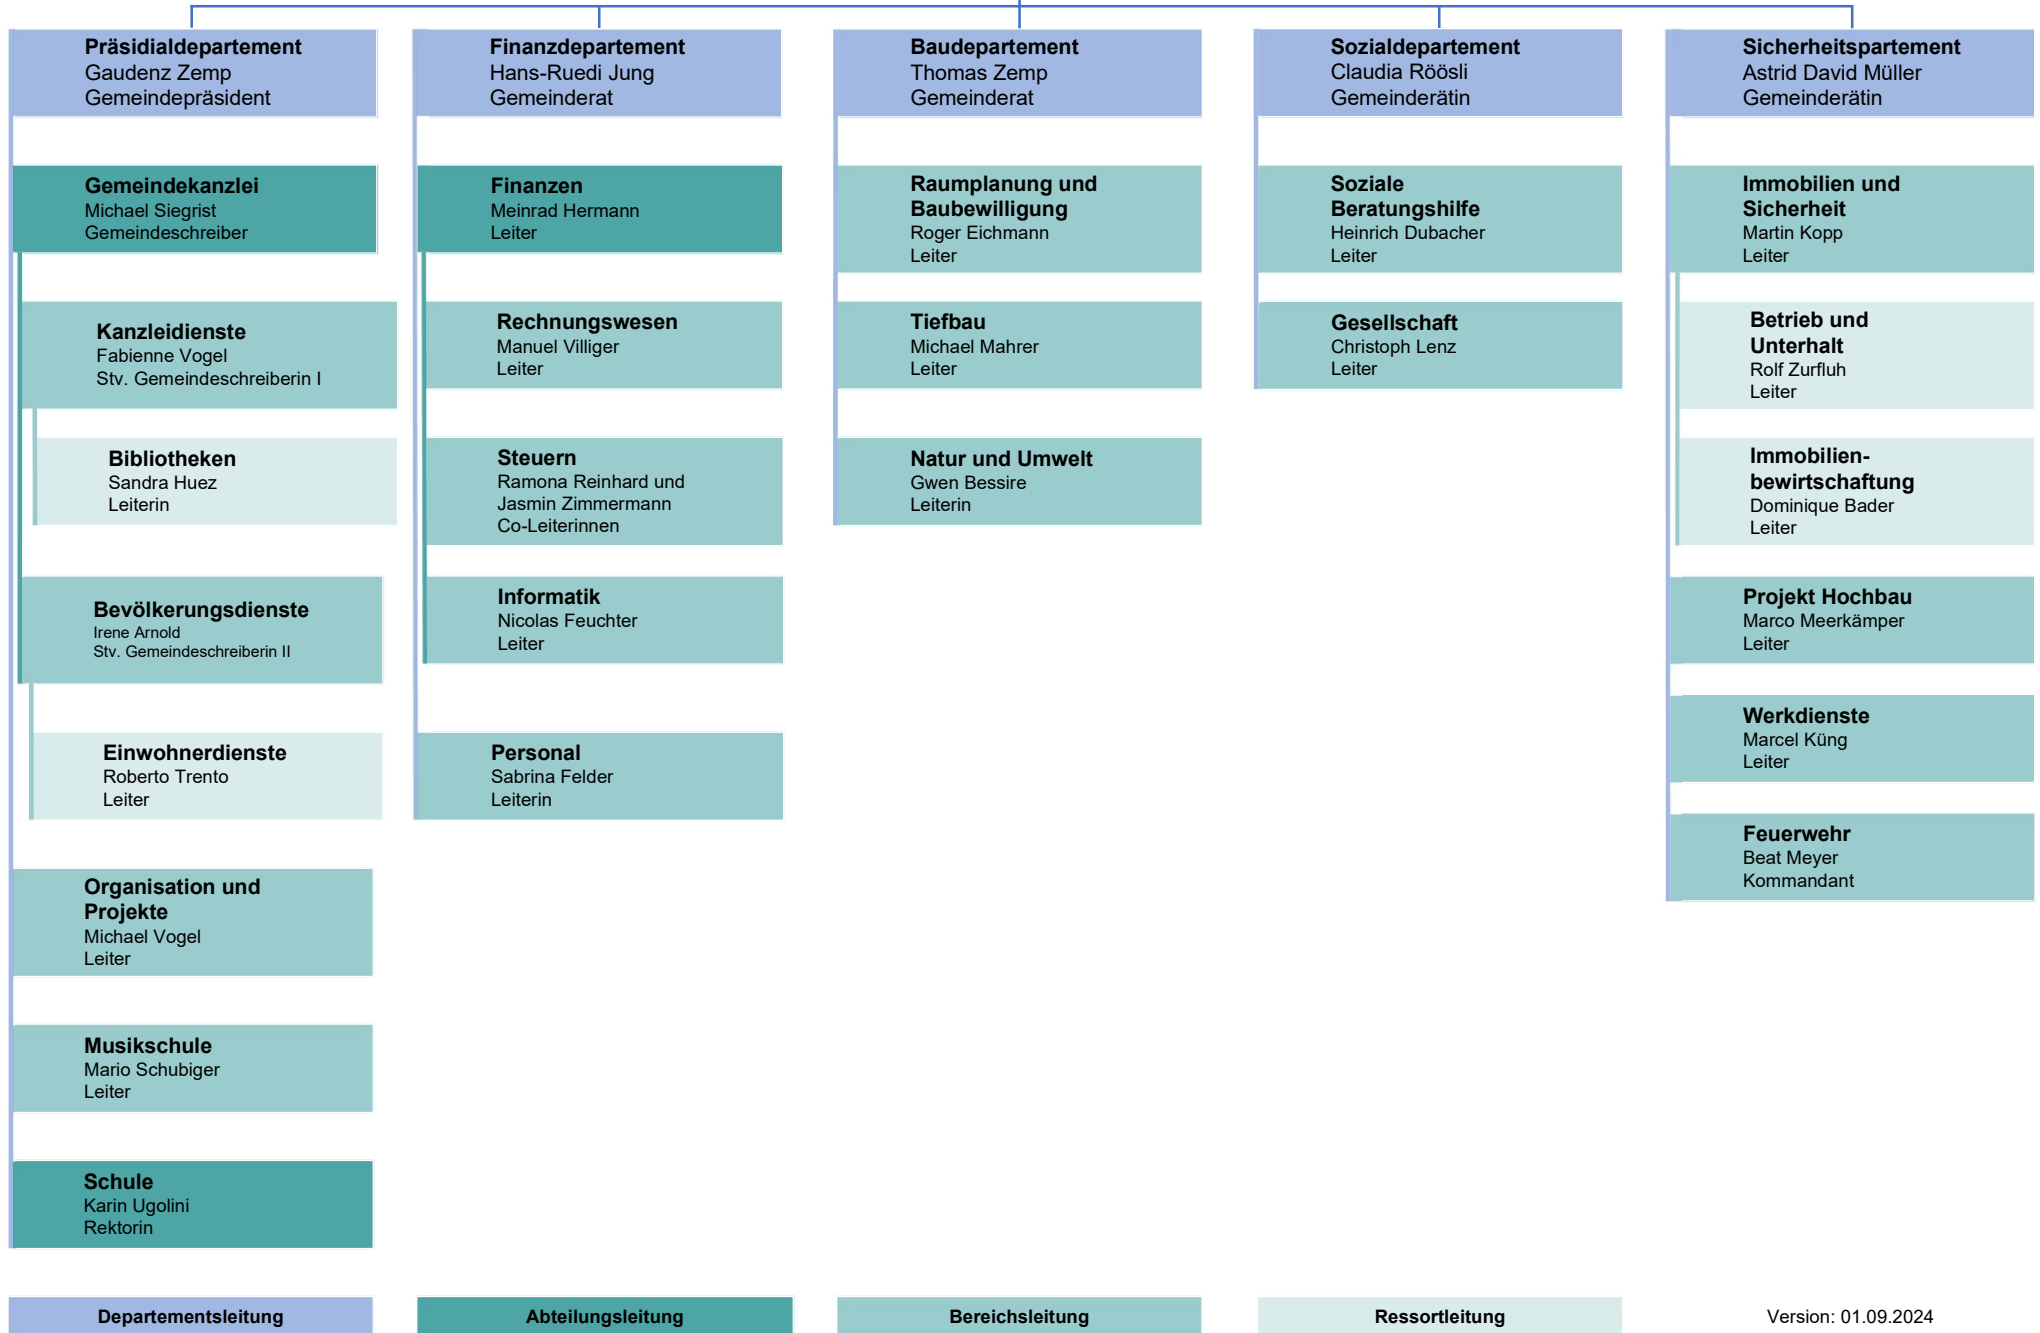 Präsidialdepartement
Gaudenz Zemp
Gemeindepräsident
Gemeindekanzlei
Michael Siegrist
Gemeindeschreiber
Kanzleidienste
Fabienne Vogel
Stv. Gemeindeschreiberin I
Bibliotheken
Sandra Huez
Leiterin
Bevölkerungsdienste
Irene Arnold
Stv. Gemeindeschreiberin II
Einwohnerdienste
Roberto Trento
Leiter
Organisation und
Projekte
Michael Vogel
Leiter
Musikschule
Mario Schubiger
Leiter
Schule
Karin Ugolini
Rektorin
Finanzdepartement
Hans-Ruedi Jung
Gemeinderat
Finanzen
Meinrad Hermann
Leiter
Rechnungswesen
Manuel Villiger
Leiter
Steuern
Ramona Reinhard und
Jasmin Zimmermann
Co-Leiterinnen
Informatik
Nicolas Feuchter
Leiter
Personal
Sabrina Felder
Leiterin
Baudepartement
Thomas Zemp
Gemeinderat
Raumplanung und
Baubewilligung
Roger Eichmann
Leiter
Tiefbau
Michael Mahrer
Leiter
Natur und Umwelt
Gwen Bessire
Leiterin
Sozialdepartement
Claudia Röösli
Gemeinderätin
Soziale
Beratungshilfe
Heinrich Dubacher
Leiter
Gesellschaft
Christoph Lenz
Leiter
Sicherheitspartement
Astrid David Müller
Gemeinderätin
Immobilien und
Sicherheit
Martin Kopp
Leiter
Betrieb und
Unterhalt
Rolf Zurfluh
Leiter
Immobilien-
bewirtschaftung
Dominique Bader
Leiter
Projekt Hochbau
Marco Meerkämper
Leiter
Werkdienste
Marcel Küng
Leiter
Feuerwehr
Beat Meyer
Kommandant
Departementsleitung
Abteilungsleitung
Bereichsleitung
Ressortleitung
Version: 01.09.2024